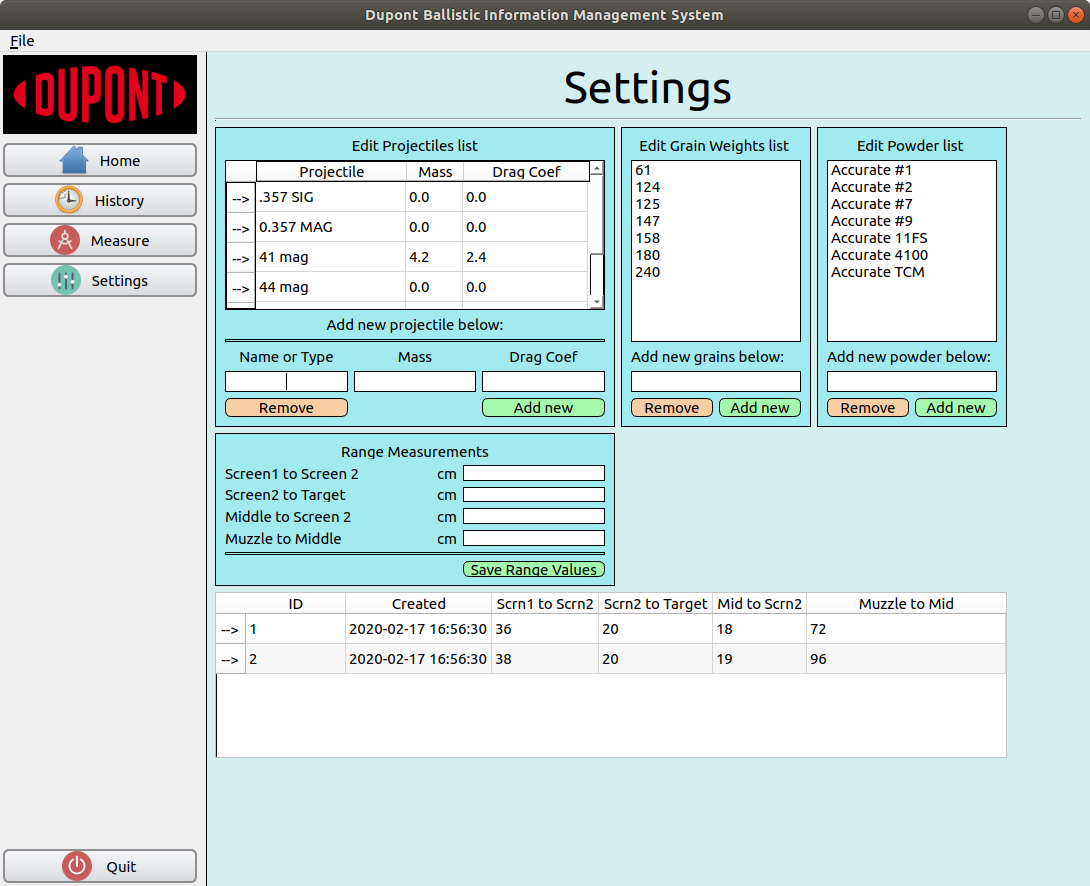 Dupont Ballistic Information Management System
File
DUPONT
Home
History
Measure
Settings
Quit
Settings
Edit Projectiles list
Projectile Mass Drag Coef
--> .357 SIG 0.0 0.0
--> 0.357 MAG 0.0 0.0
--> 41 mag 4.2 2.4
--> 44 mag 0.0 0.0
Add new projectile below:
Name or Type Mass Drag Coef
Remove Add new
Edit Grain Weights list
61
124
125
147
158
180
240
Add new grains below:
Remove Add new
Edit Powder list
Accurate #1
Accurate #2
Accurate #7
Accurate #9
Accurate 11FS
Accurate 4100
Accurate TCM
Add new powder below:
Remove Add new
Range Measurements
Screen1 to Screen 2 cm
Screen2 to Target cm
Middle to Screen 2 cm
Muzzle to Middle cm
Save Range Values
ID Created Scrn1 to Scrn2 Scrn2 to Target Mid to Scrn2 Muzzle to Mid
--> 1 2020-02-17 16:56:30 36 20 18 72
--> 2 2020-02-17 16:56:30 38 20 19 96